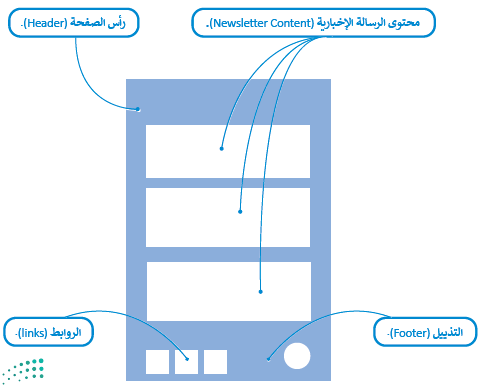 محتوى الرسالة الإخبارية (Newsletter Content).
رأس الصفحة (Header).
التذييل (Footer).
الروابط (links).